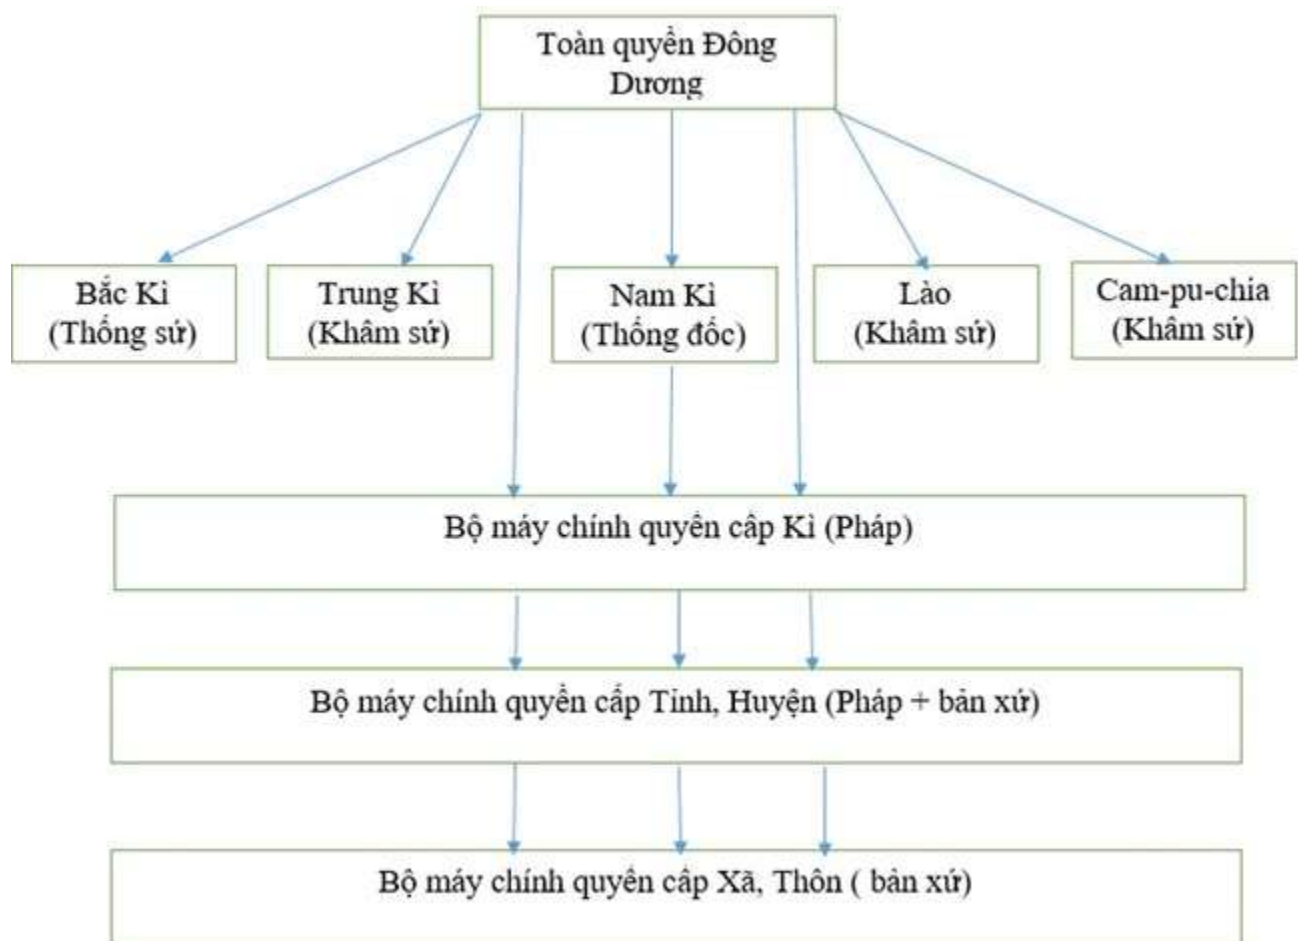 Toàn quyền Đông
Dương
Bắc Kì
(Thống sứ)
Trung Kì
(Khâm sứ)
Nam Kì
(Thống đốc)
Lào
(Khâm sứ)
Cam-pu-chia
(Khâm sứ)
Bộ máy chính quyền cấp Kì (Pháp)
Bộ máy chính quyền cấp Tỉnh, Huyện (Pháp + bản xứ)
Bộ máy chính quyền cấp Xã, Thôn ( bản xứ)